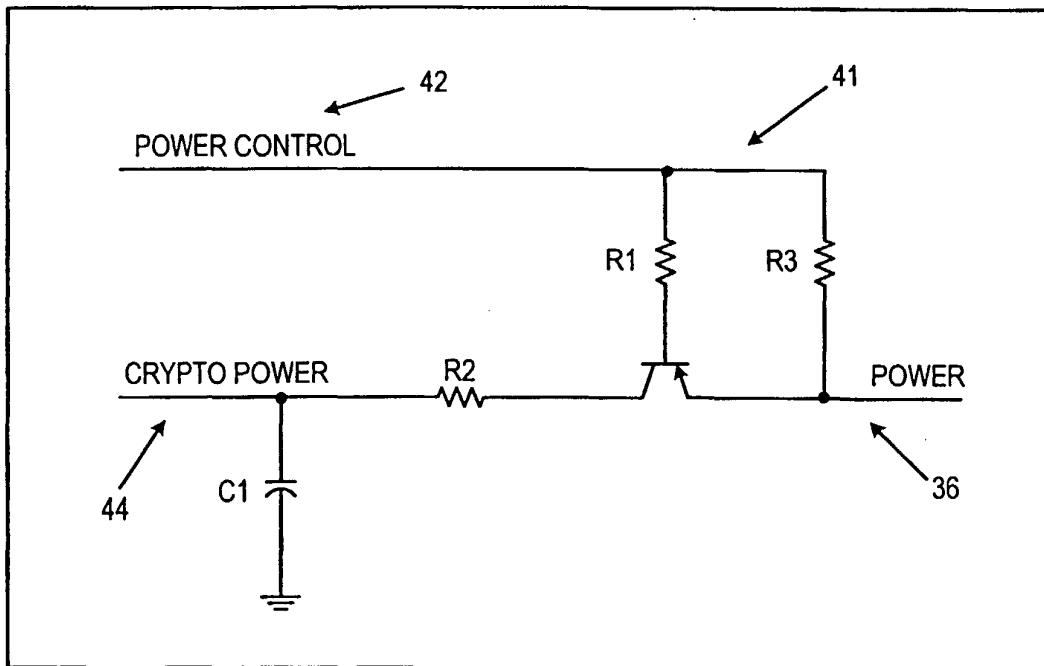 42
41
POWER CONTROL
R1
R3
CRYPTO POWER
R2
POWER
C1
44
36